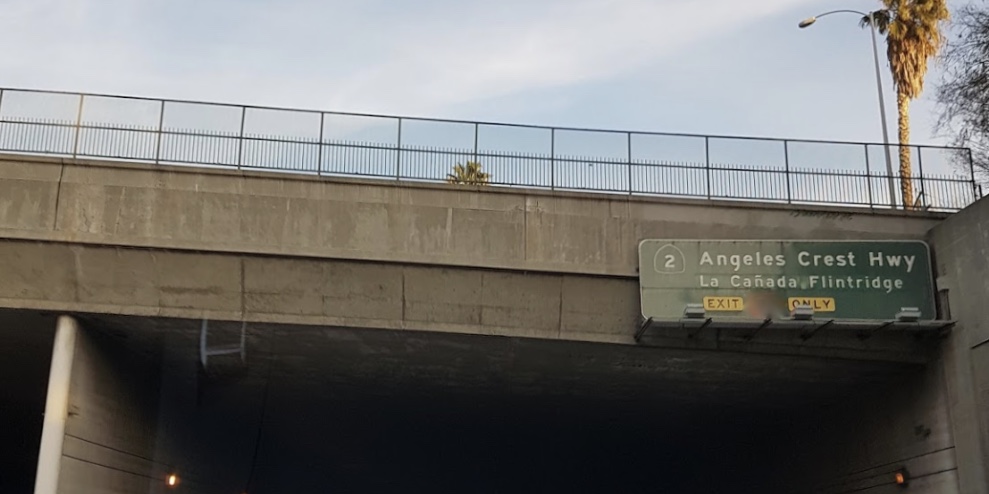 2 Angeles Crest Hwy
La Cañada Flintridge
EXIT ONLY